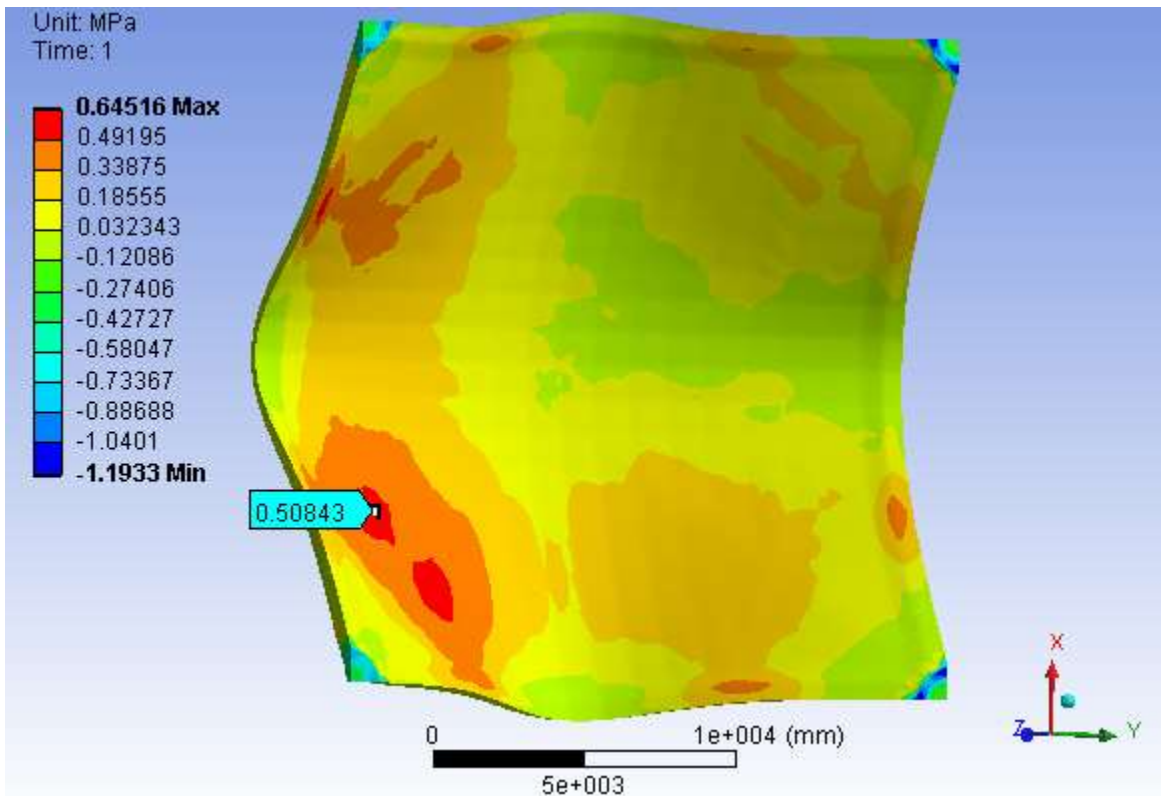 Unit: MPa
Time: 1
0.64516 Max
0.49195
0.33875
0.18555
0.032343
-0.12086
-0.27406
-0.42727
-0.58047
-0.73367
-0.88688
-1.0401
-1.1933 Min
0.50843
0
1e+004 (mm)
5e+003
X
Y
Z